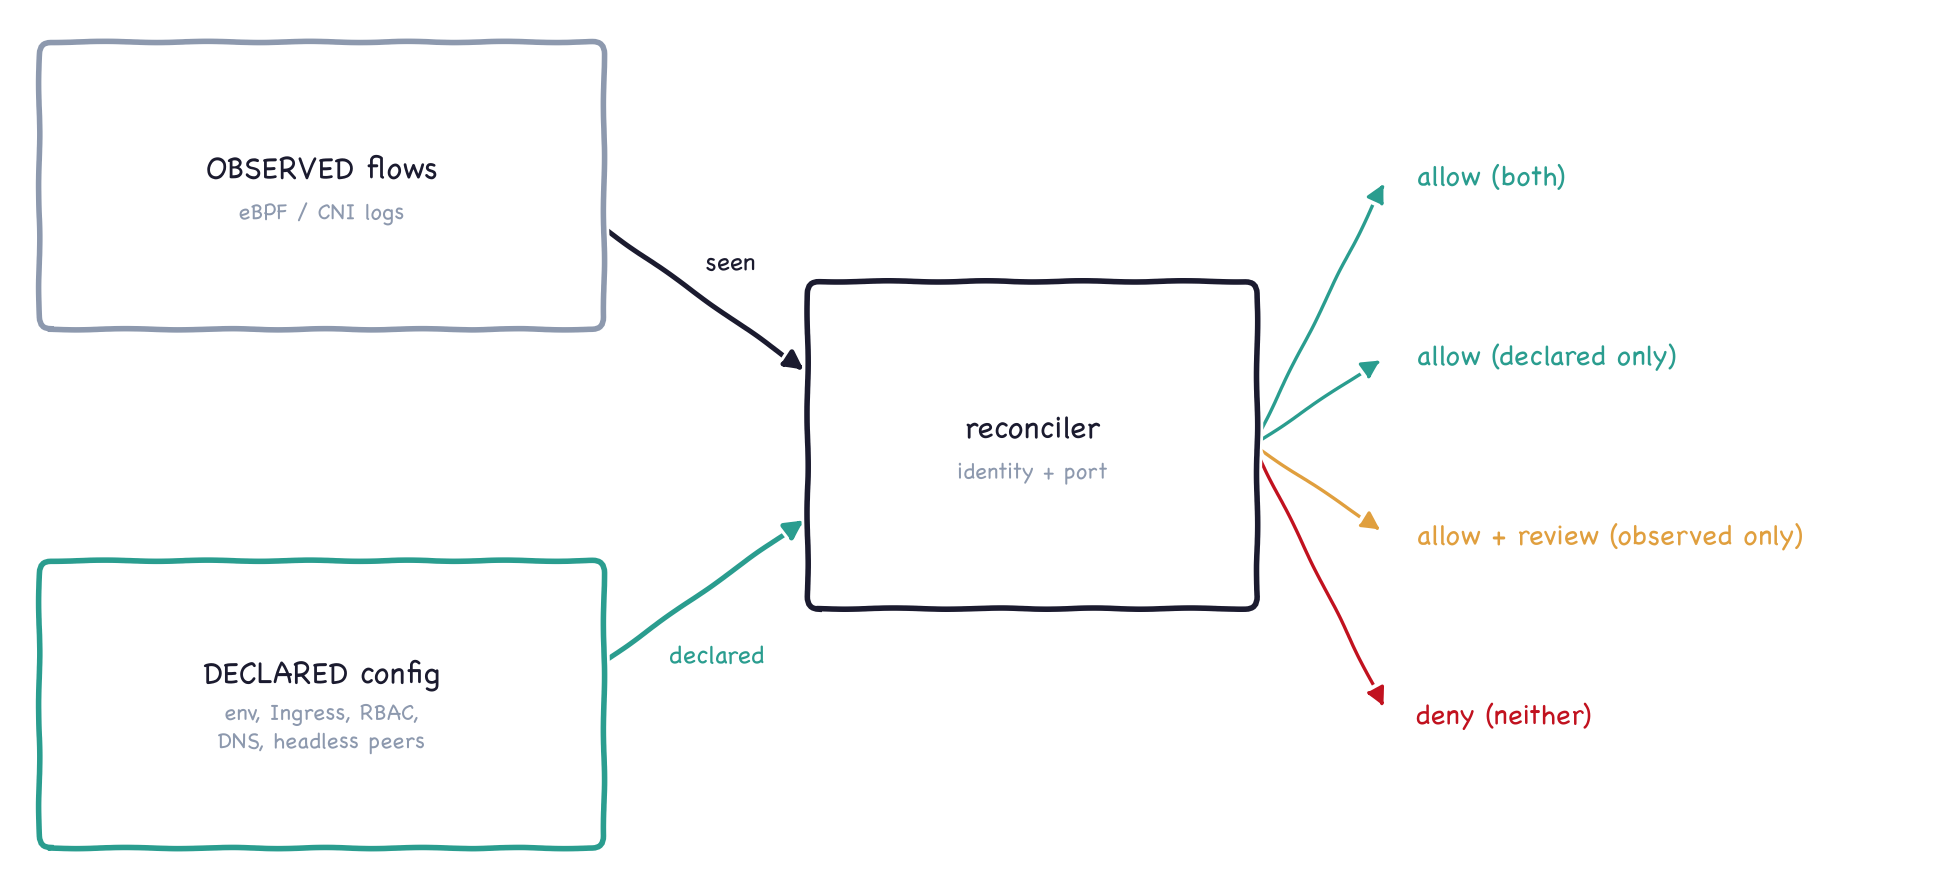 OBSERVED flows
eBPF / CNI logs
seen
DECLARED config
env, Ingress, RBAC,
DNS, headless peers
declared
reconciler
identity + port
allow (both)
allow (declared only)
allow + review (observed only)
deny (neither)